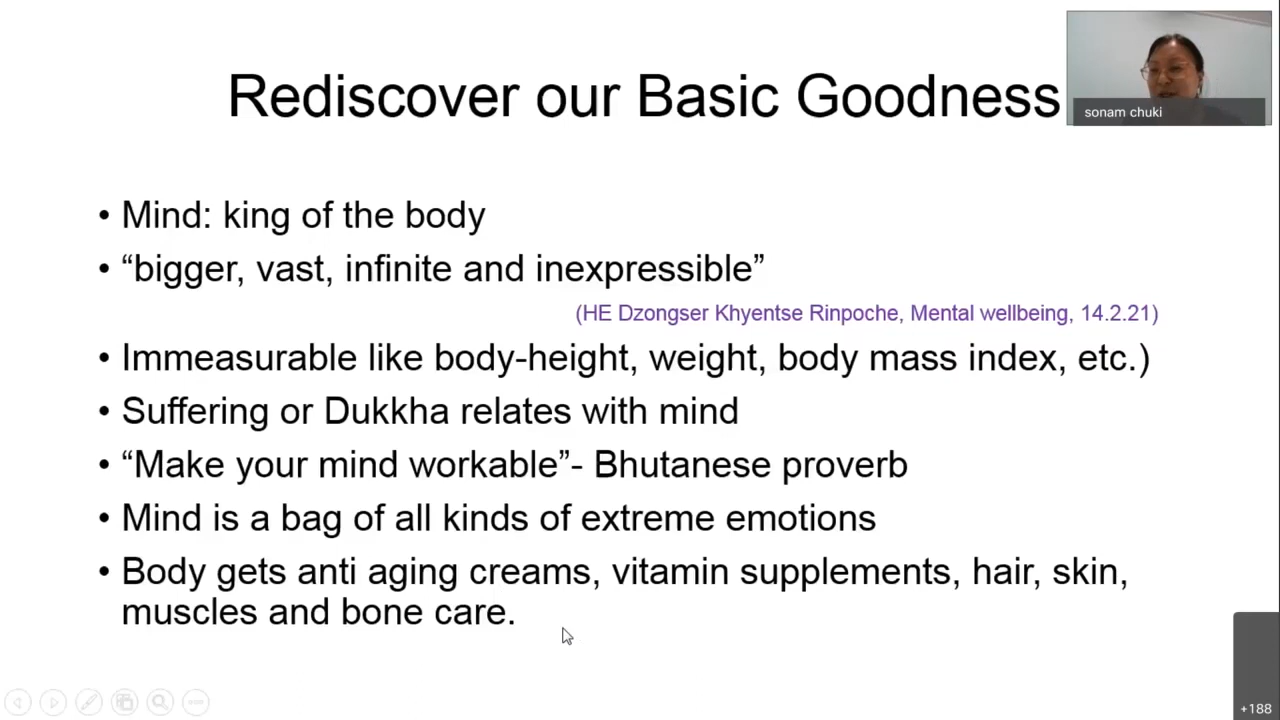 Rediscover our Basic Goodness
sonam chuki
• Mind: king of the body
• “bigger, vast, infinite and inexpressible”
(HE Dzongser Khyentse Rinpoche, Mental wellbeing, 14.2.21)
• Immeasurable like body-height, weight, body mass index, etc.)
• Suffering or Dukkha relates with mind
• “Make your mind workable”- Bhutanese proverb
• Mind is a bag of all kinds of extreme emotions
• Body gets anti aging creams, vitamin supplements, hair, skin,
muscles and bone care.
+188